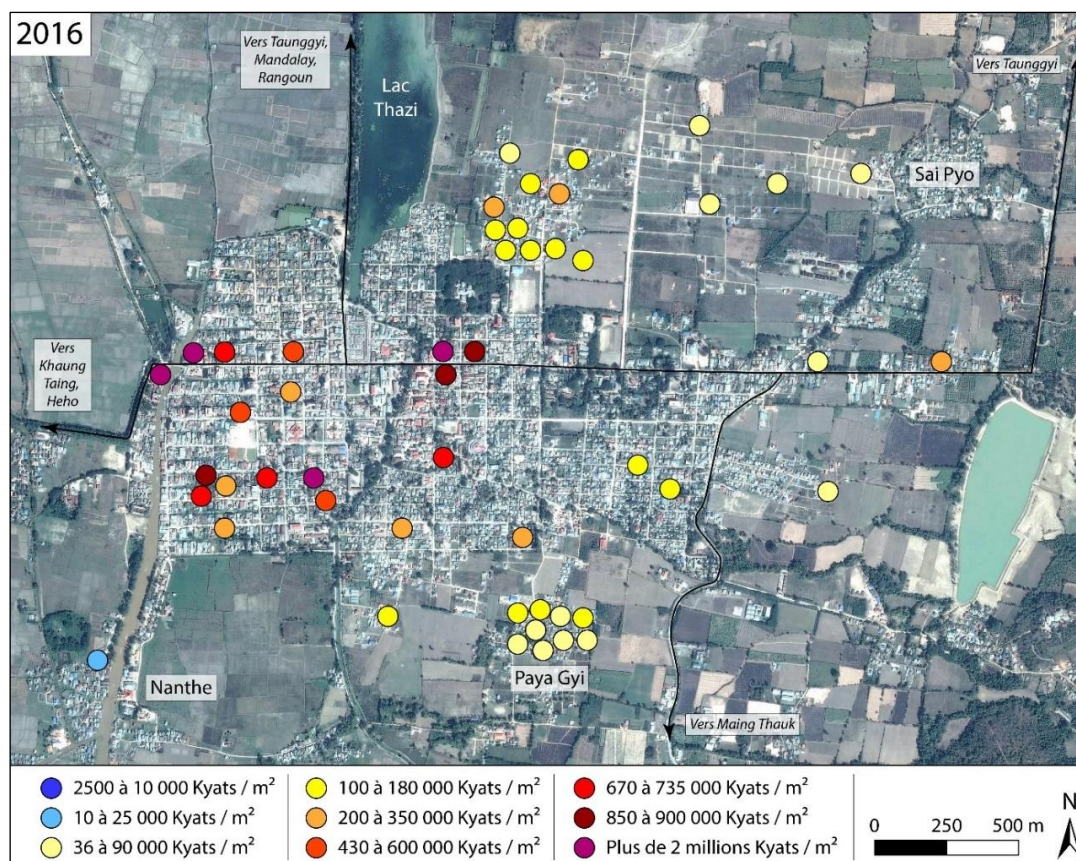 2016
Vers Taunggyi,
Mandalay,
Rangoun
Lac
Thazi
Vers Taunggyi
Sai Pyo
Vers
Khaung
Taing,
Heho
Nanthe
Paya Gyi
Vers Maing Thauk
2500 à 10 000 Kyats / m²
10 à 25 000 Kyats / m²
36 à 90 000 Kyats / m²
100 à 180 000 Kyats / m²
200 à 350 000 Kyats / m²
430 à 600 000 Kyats / m²
670 à 735 000 Kyats / m²
850 à 900 000 Kyats / m²
Plus de 2 millions Kyats / m²
N
0 250 500 m